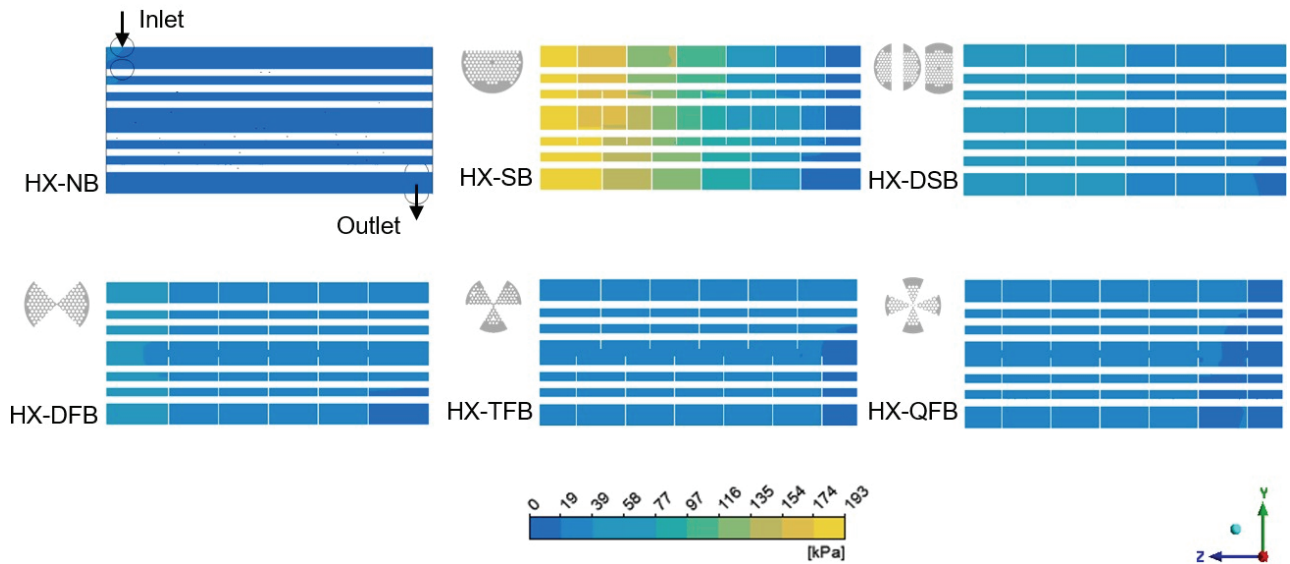 Inlet
HX-NB
Outlet
HX-SB
HX-DSB
HX-DFB
HX-TFB
HX-QFB
0 19 39 58 77 97 116 135 154 174 193
[kPa]
Y
Z